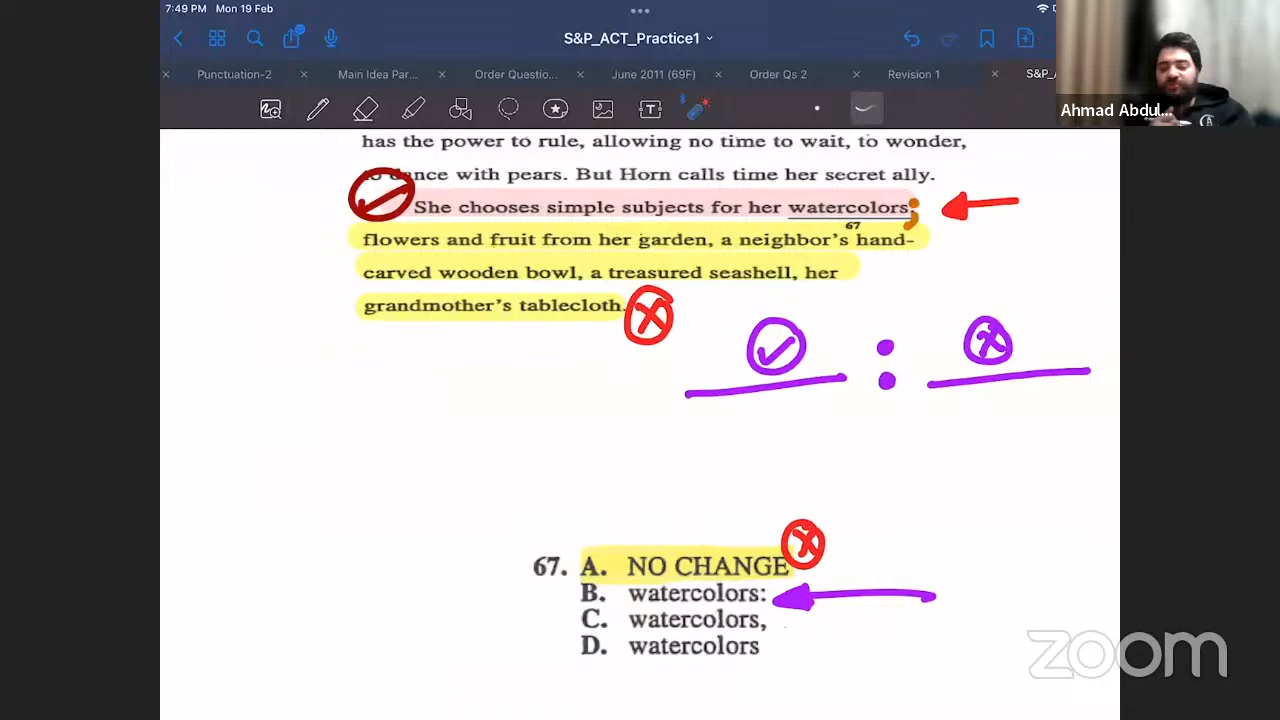 7:49 PM Mon 19 Feb
S&P_ACT_Practice1
Punctuation-2
Main Idea Par...
Order Questio...
June 2011 (69F)
Order Qs 2
Revision 1
S&P_A
Ahmad Abdul...
has the power to rule, allowing no time to wait, to wonder,
to dance with pears. But Horn calls time her secret ally.
She chooses simple subjects for her watercolors;
67
flowers and fruit from her garden, a neighbor's hand-
carved wooden bowl, a treasured seashell, her
grandmother's tablecloth.
:
67. A. NO CHANGE
B. watercolors:
C. watercolors,
D. watercolors
zoom